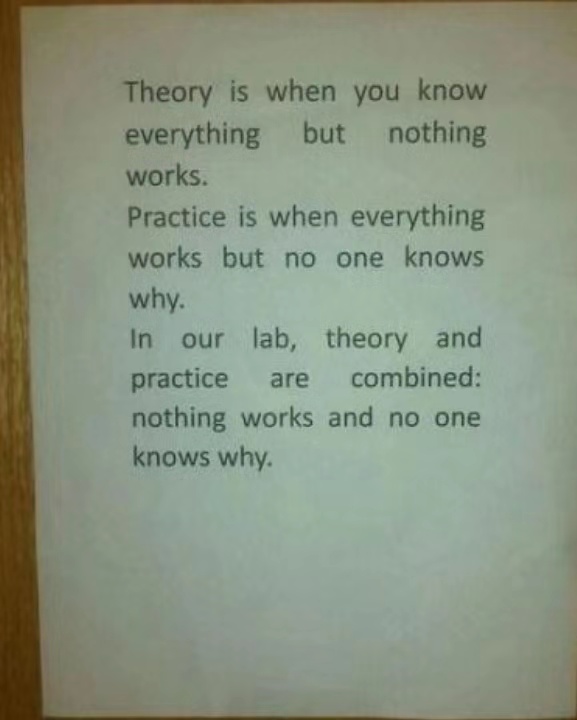 Theory is when you know
everything but nothing
works.
Practice is when everything
works but no one knows
why.
In our lab, theory and
practice are combined:
nothing works and no one
knows why.